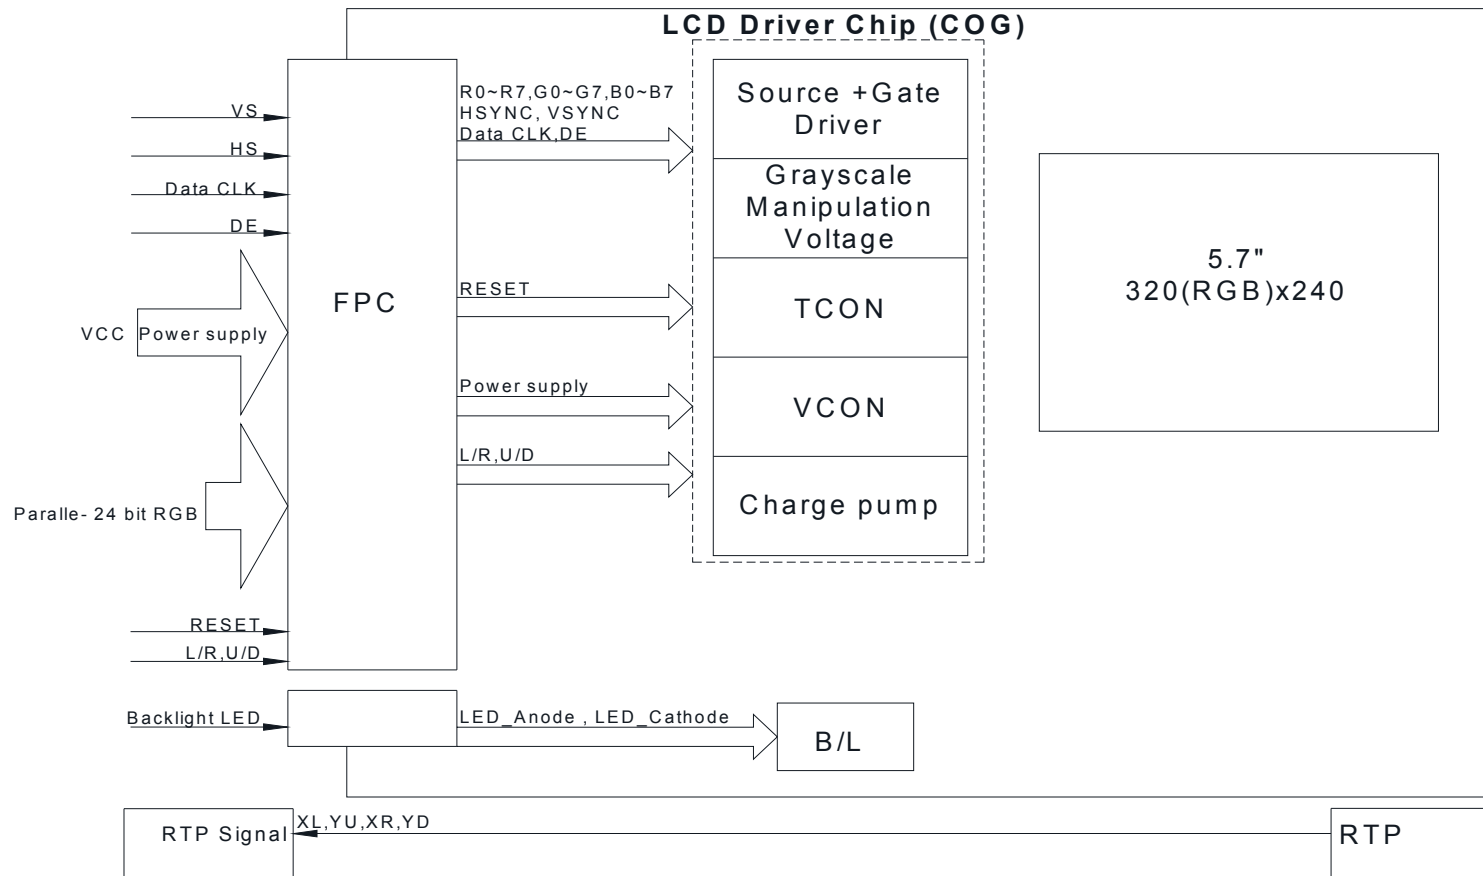 LCD Driver Chip (COG)
R0~R7,G0~G7,B0~B7
HSYNC, VSYNC
Data CLK,DE
Source +Gate
Driver
VS
HS
Data CLK
DE
Grayscale
Manipulation
Voltage
5.7"
320(RGB)x240
FPC
RESET
TCON
VCC Power supply
Power supply
VCON
L/R,U/D
Charge pump
Paralle- 24 bit RGB
RESET
L/R,U/D
Backlight LED
LED_Anode , LED_Cathode
B/L
RTP Signal
XL,YU,XR,YD
RTP